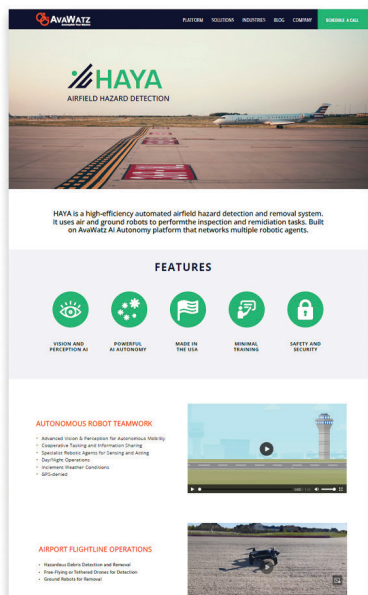 AVAWATZ
PLATFORM SOLUTIONS INDUSTRIES BLOG COMPANY SCHEDULE A CALL
HAYA
AIRFIELD HAZARD DETECTION
HAYA is a high-efficiency automated airfield hazard detection and removal system.
It uses air and ground robots to performthe inspection and remidiation tasks. Built
on AvaWatz AI Autonomy platform that networks multiple robotic agents.
FEATURES
VISION AND
PERCEPTION AI
POWERFUL
AI AUTONOMY
MADE IN
THE USA
MINIMAL
TRAINING
SAFETY AND
SECURITY
AUTONOMOUS ROBOT TEAMWORK
• Advanced Vision & Perception for Autonomous Mobility
• Cooperative Tasking and Information Sharing
• Specialist Robotic Agents for Sensing and Acting
• Day/Night Operations
• Increment Weather Conditions
• GPS-denied
AIRPORT FLIGHTLINE OPERATIONS
• Hazardous Debris Detection and Removal
• Free-Flying or Tethered Drones for Detection
• Ground Robots for Removal